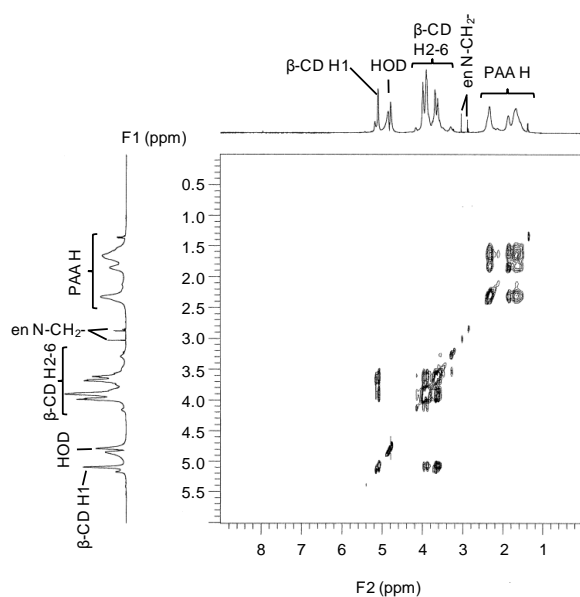 β-CD
H2-6
en N-CH₂-
β-CD H1
HOD
PAA H
F1 (ppm)
0.5
1.0
1.5
2.0
2.5
3.0
3.5
4.0
4.5
5.0
5.5
PAA H
en N-CH₂-
β-CD H2-6
HOD
β-CD H1
8 7 6 5 4 3 2 1
F2 (ppm)